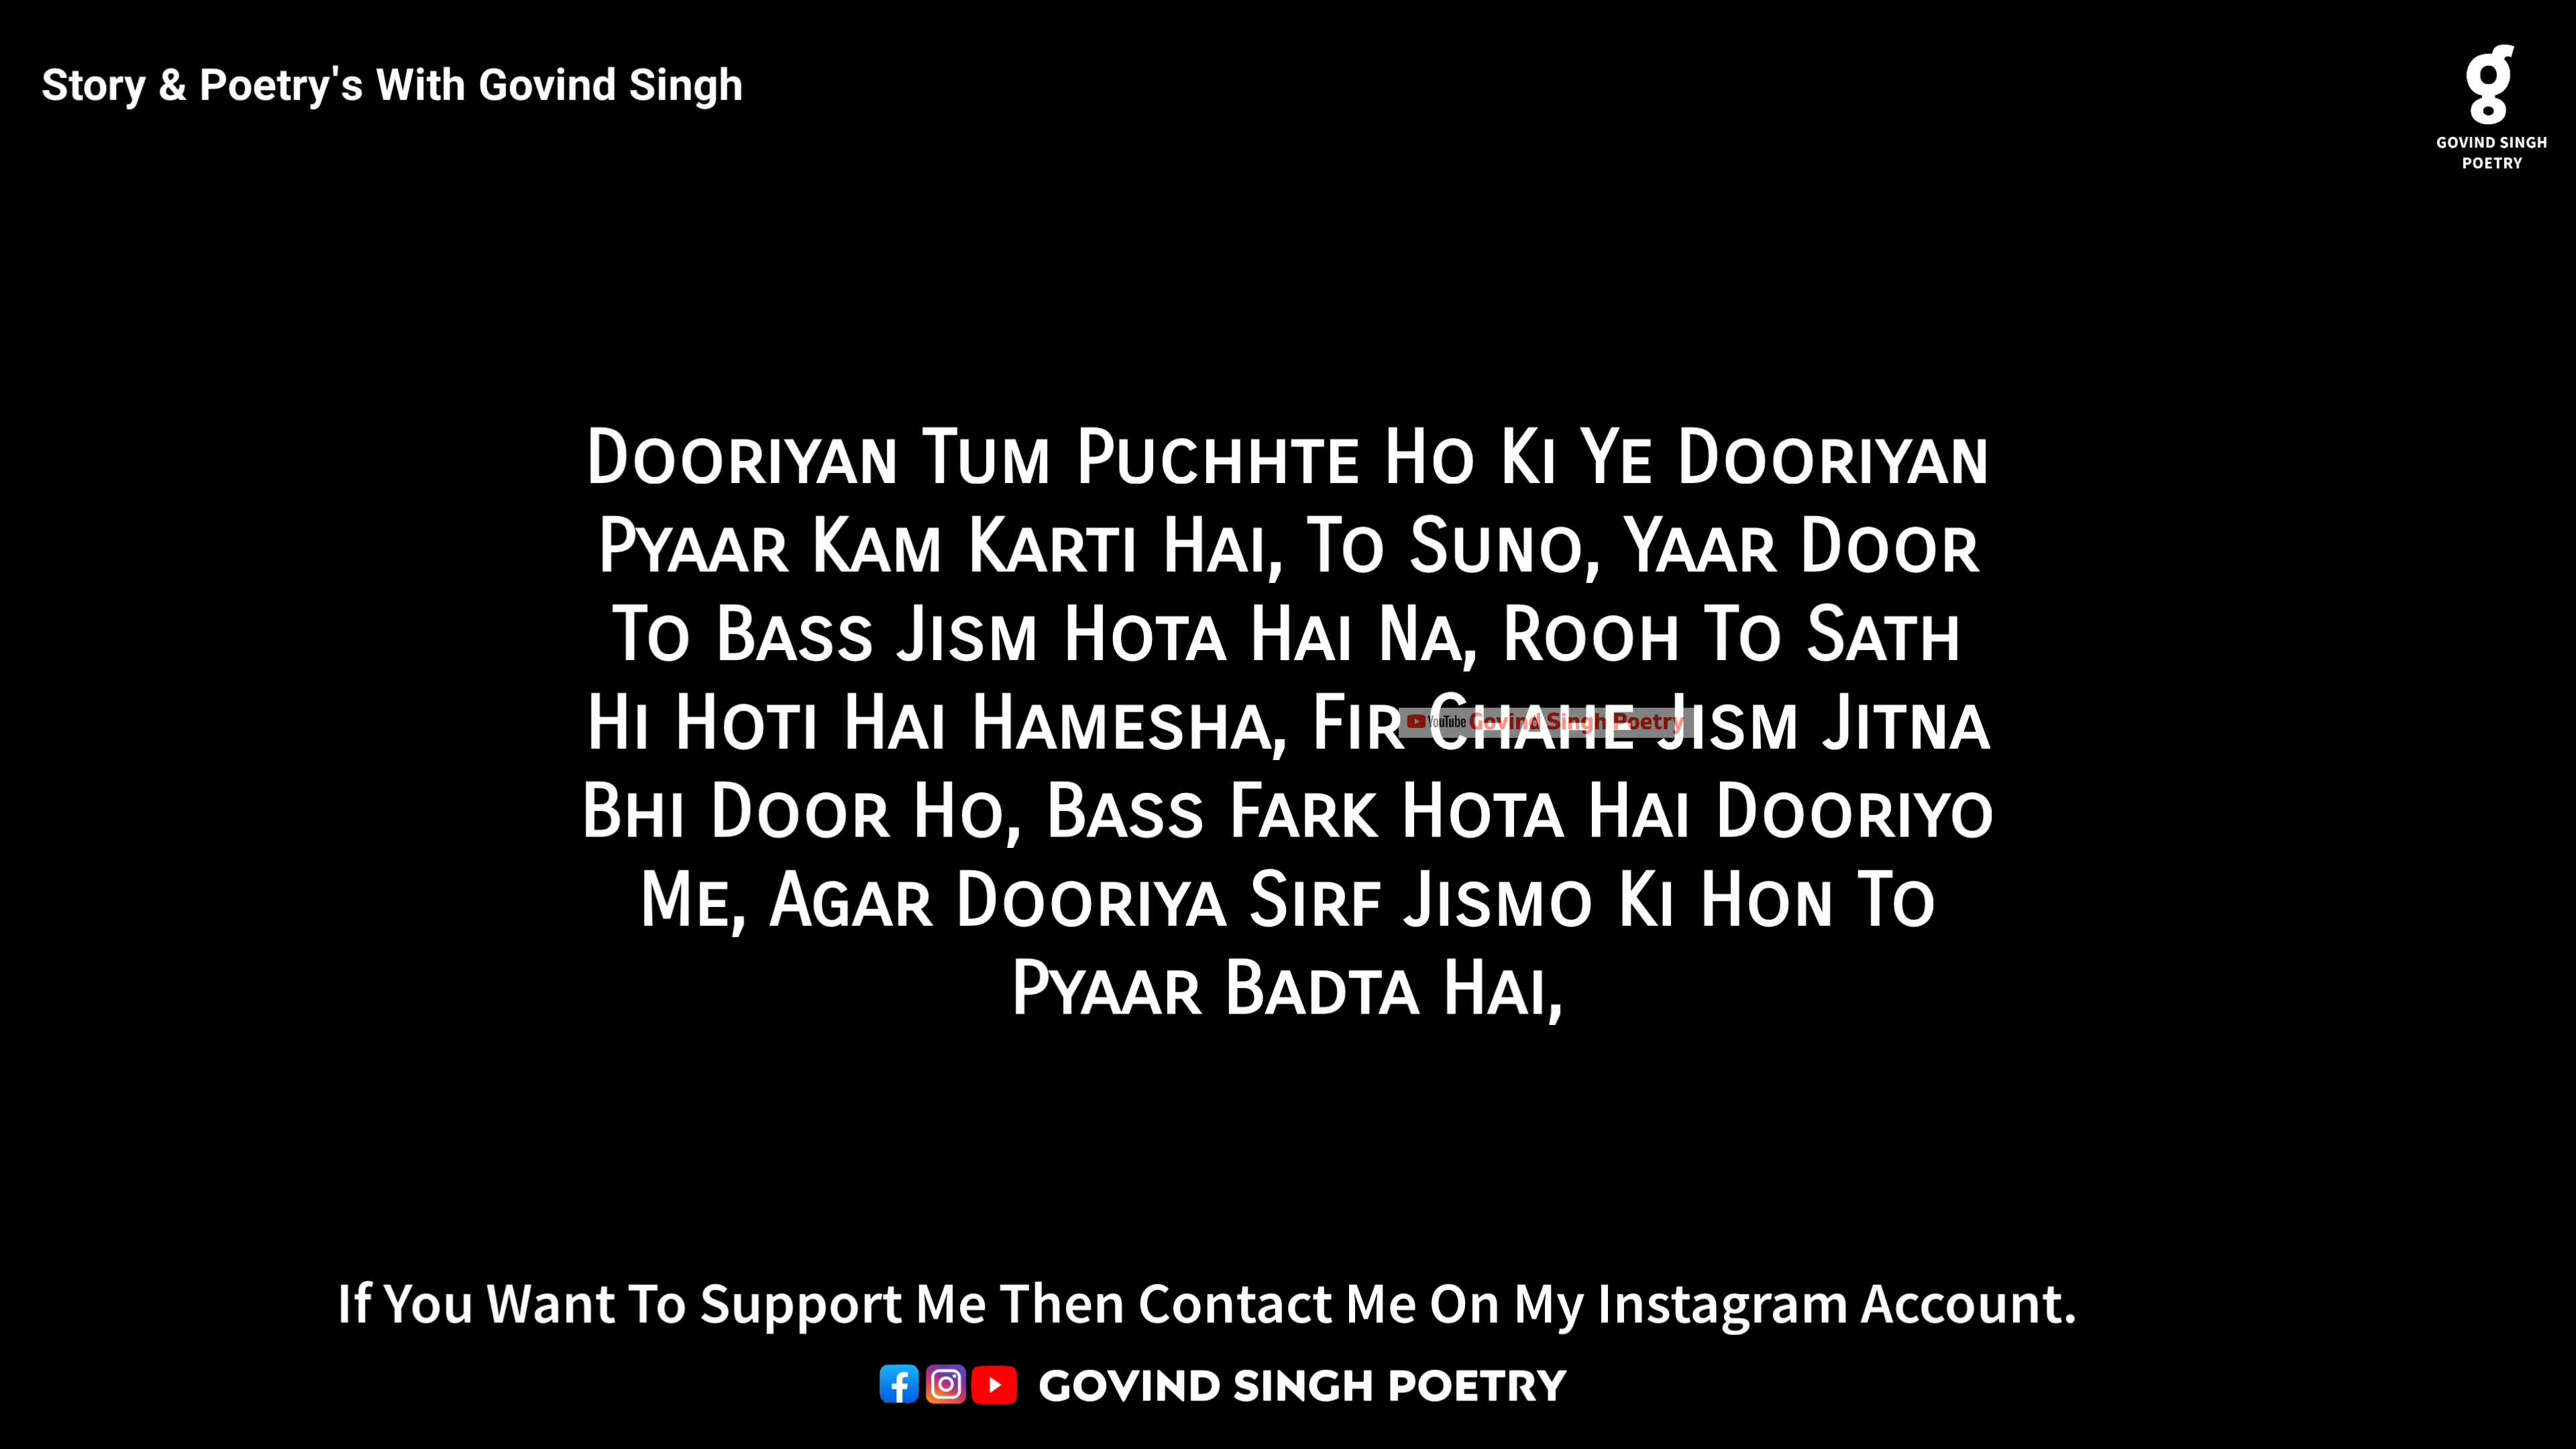 Story & Poetry's With Govind Singh
GOVIND SINGH
POETRY
Dooriyan Tum Puchhte Ho Ki Ye Dooriyan
Pyaar Kam Karti Hai, To Suno, Yaar Door
To Bass Jism Hota Hai Na, Rooh To Sath
Hi Hoti Hai Hamesha, Fir Chahe Jism Jitna
YouTube Govind Singh Poetry
Bhi Door Ho, Bass Fark Hota Hai Dooriyo
Me, Agar Dooriya Sirf Jismo Ki Hon To
Pyaar Badta Hai,
If You Want To Support Me Then Contact Me On My Instagram Account.
GOVIND SINGH POETRY